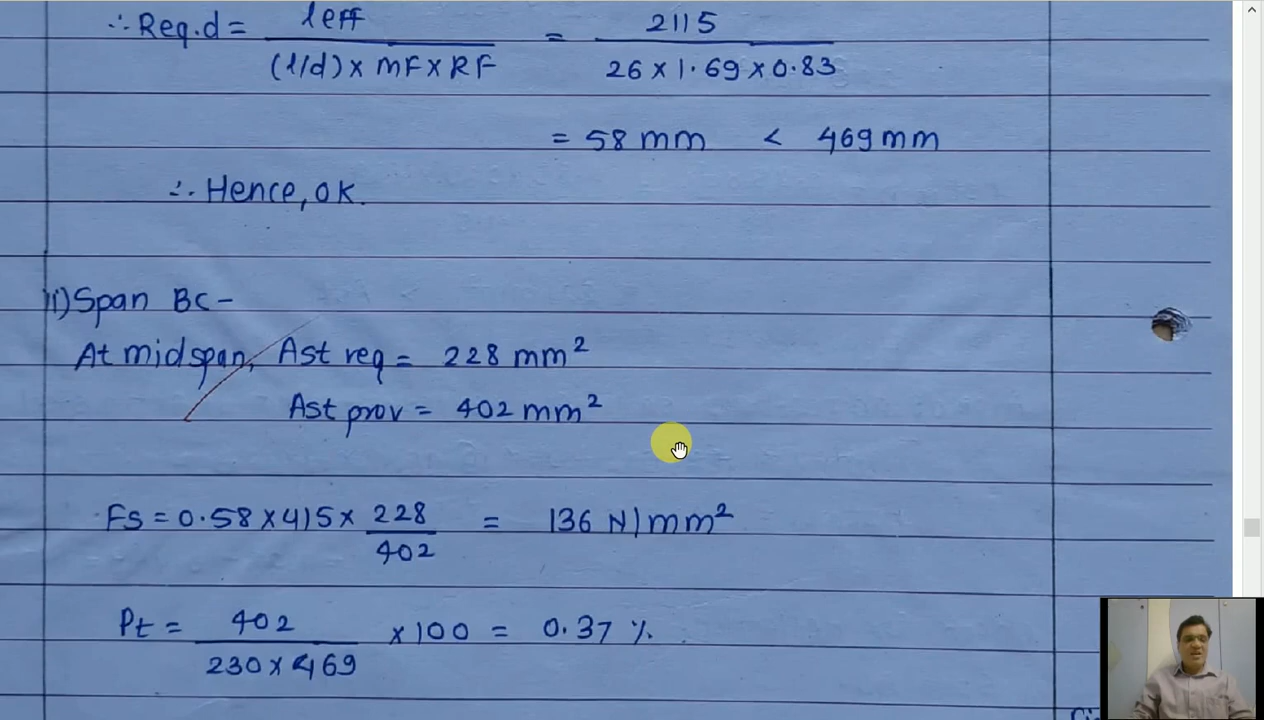 ∴ Req.d = leff / (l/d) × MF × RF = 2115 / 26 × 1.69 × 0.83
= 58 mm < 469 mm
∴ Hence, OK.
ii) Span BC -
At midspan, Ast req = 228 mm²
Ast prov = 402 mm²
Fs = 0.58 × 415 × 228 / 402 = 136 N/mm²
Pt = 402 / 230 × 469 × 100 = 0.37 %.